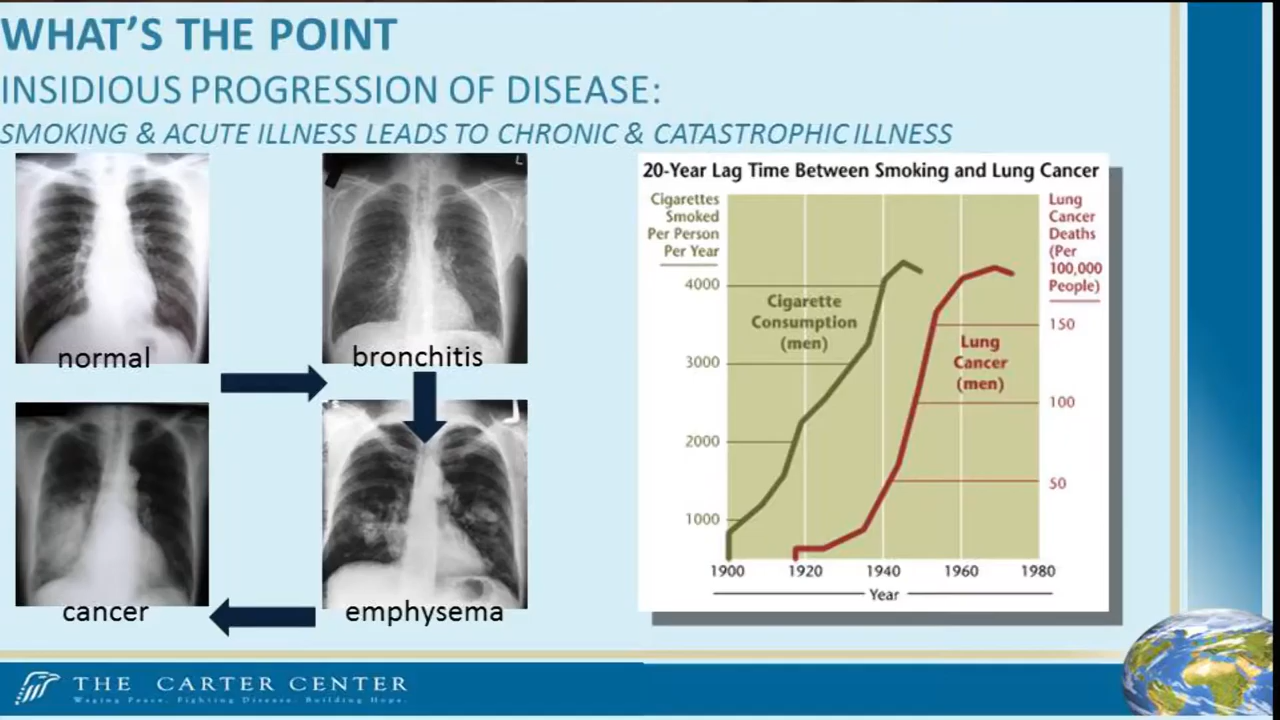 WHAT'S THE POINT
INSIDIOUS PROGRESSION OF DISEASE:
SMOKING & ACUTE ILLNESS LEADS TO CHRONIC & CATASTROPHIC ILLNESS
normal
bronchitis
L
cancer
emphysema
20-Year Lag Time Between Smoking and Lung Cancer
Cigarettes
Smoked
Per Person
Per Year
4000
3000
2000
1000
Cigarette
Consumption
(men)
Lung
Cancer
(men)
Lung
Cancer
Deaths
(Per
100,000
People)
150
100
50
1900 1920 1940 1960 1980
Year
THE CARTER CENTER
Waging Peace. Fighting Disease. Building Hope.